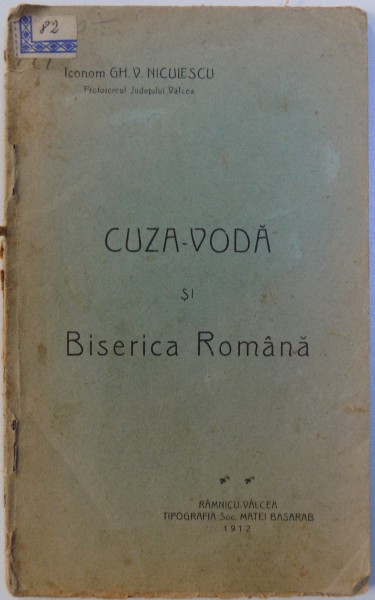 82
Iconom GH. V. NICULESCU
Protoiereul Județului Vâlcea
CUZA-VODĂ
ȘI
Biserica Română
RÂMNICU-VÂLCEA
TIPOGRAFIA Soc. MATEI BASARAB
1912